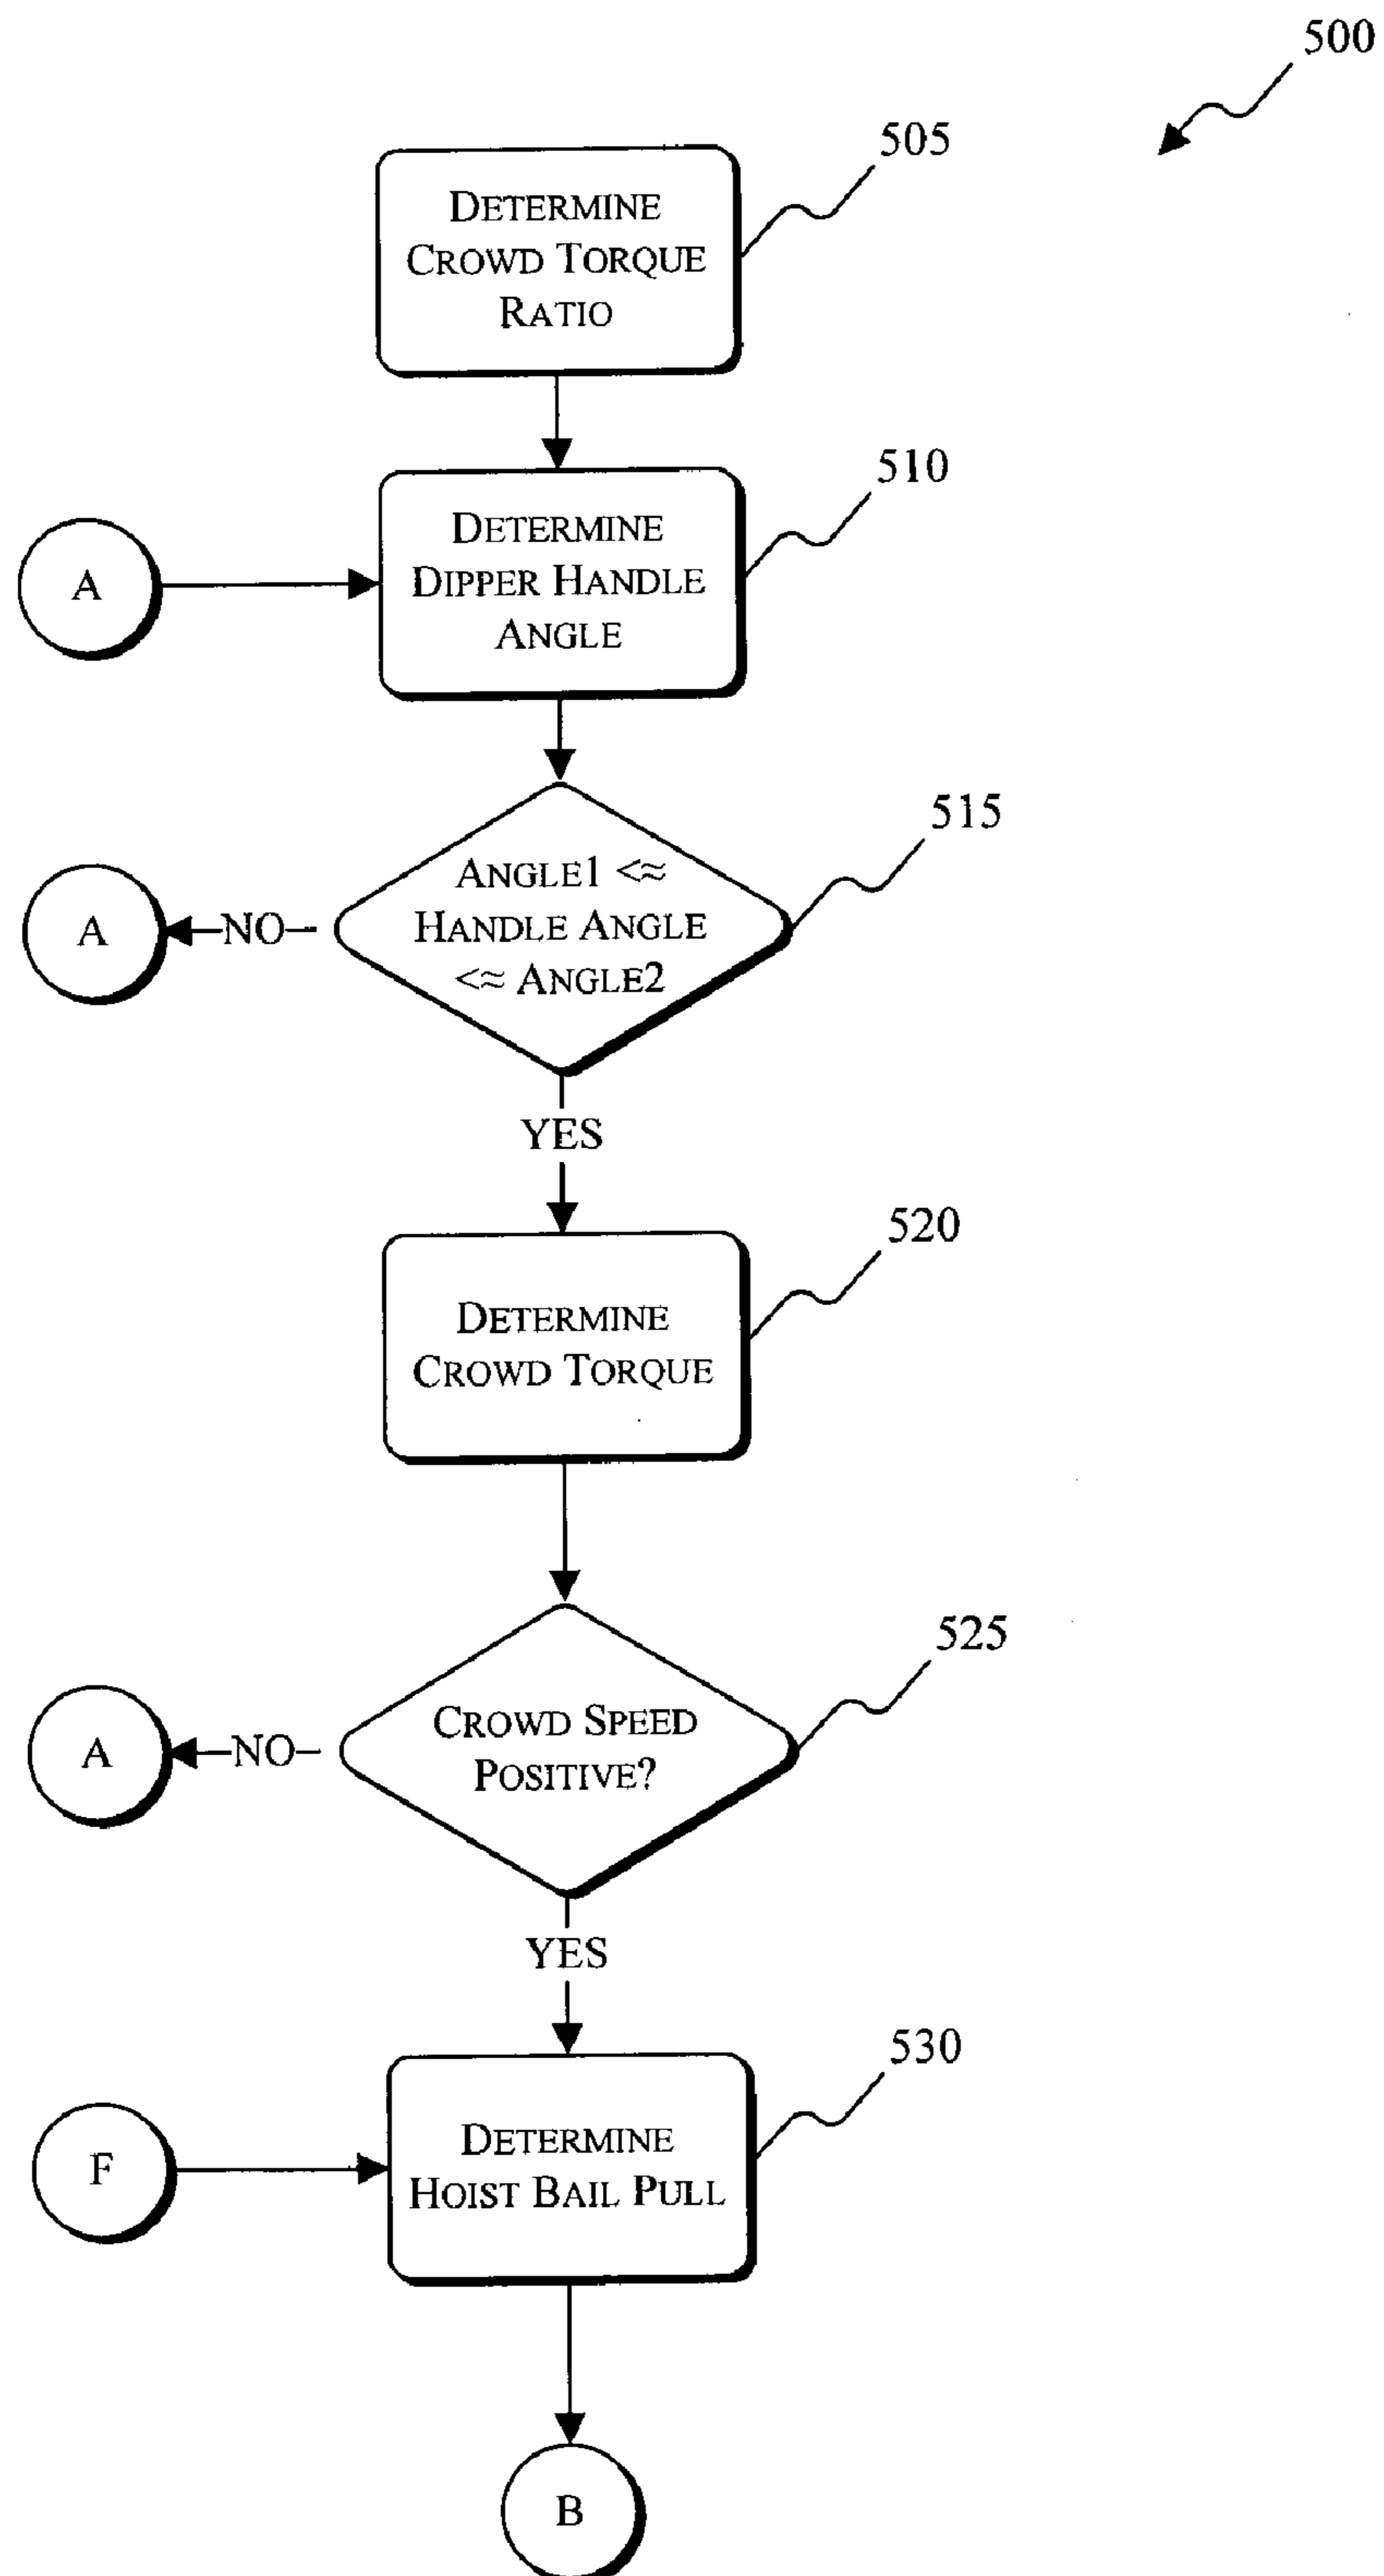 500
505
DETERMINE
CROWD TORQUE
RATIO
510
DETERMINE
DIPPER HANDLE
ANGLE
A
515
ANGLE1 <≈
HANDLE ANGLE
<≈ ANGLE2
A
NO
YES
520
DETERMINE
CROWD TORQUE
525
CROWD SPEED
POSITIVE?
A
NO
YES
530
DETERMINE
HOIST BAIL PULL
F
B